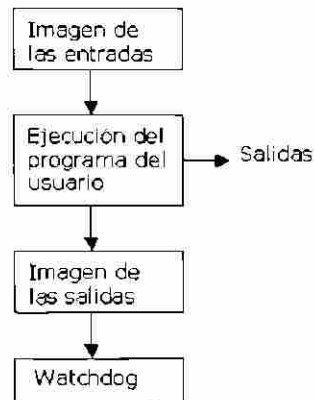 Imagen de
las entradas
Ejecución del
programa del
usuario
Salidas
Imagen de
las salidas
Watchdog